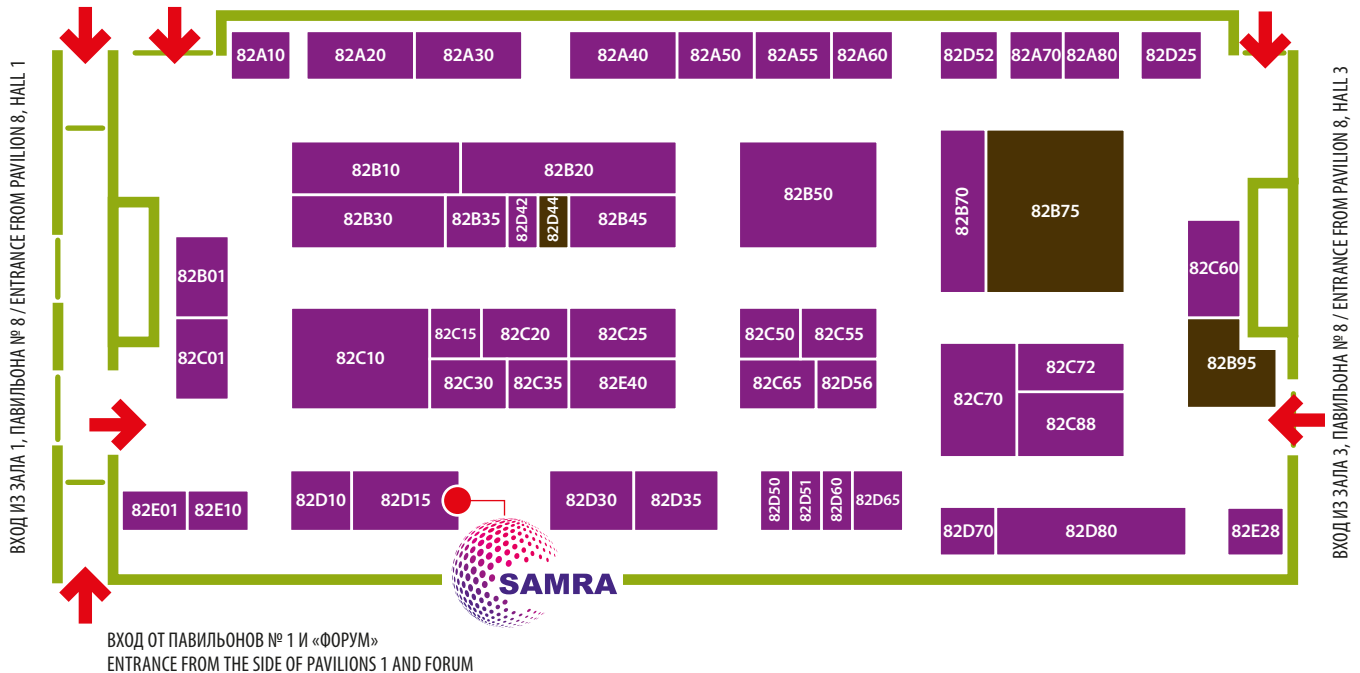 82A10
82A20
82A30
82A40
82A50
82A55
82A60
82D52
82A70
82A80
82D25
ВХОД ИЗ ЗАЛА 1, ПАВИЛЬОНА № 8 / ENTRANCE FROM PAVILION 8, HALL 1
ВХОД ИЗ ЗАЛА 3, ПАВИЛЬОНА № 8 / ENTRANCE FROM PAVILION 8, HALL 3
82B10
82B20
82B30
82B35
82D42
82D44
82B45
82B50
82B70
82B75
82B01
82C60
82C01
82B95
82C10
82C15
82C20
82C25
82C30
82C35
82E40
82C50
82C55
82C65
82D56
82C70
82C72
82C88
82E01
82E10
82D10
82D15
82D30
82D35
82D50
82D51
82D60
82D65
82D70
82D80
82E28
SAMRA
ВХОД ОТ ПАВИЛЬОНОВ № 1 И «ФОРУМ»
ENTRANCE FROM THE SIDE OF PAVILIONS 1 AND FORUM